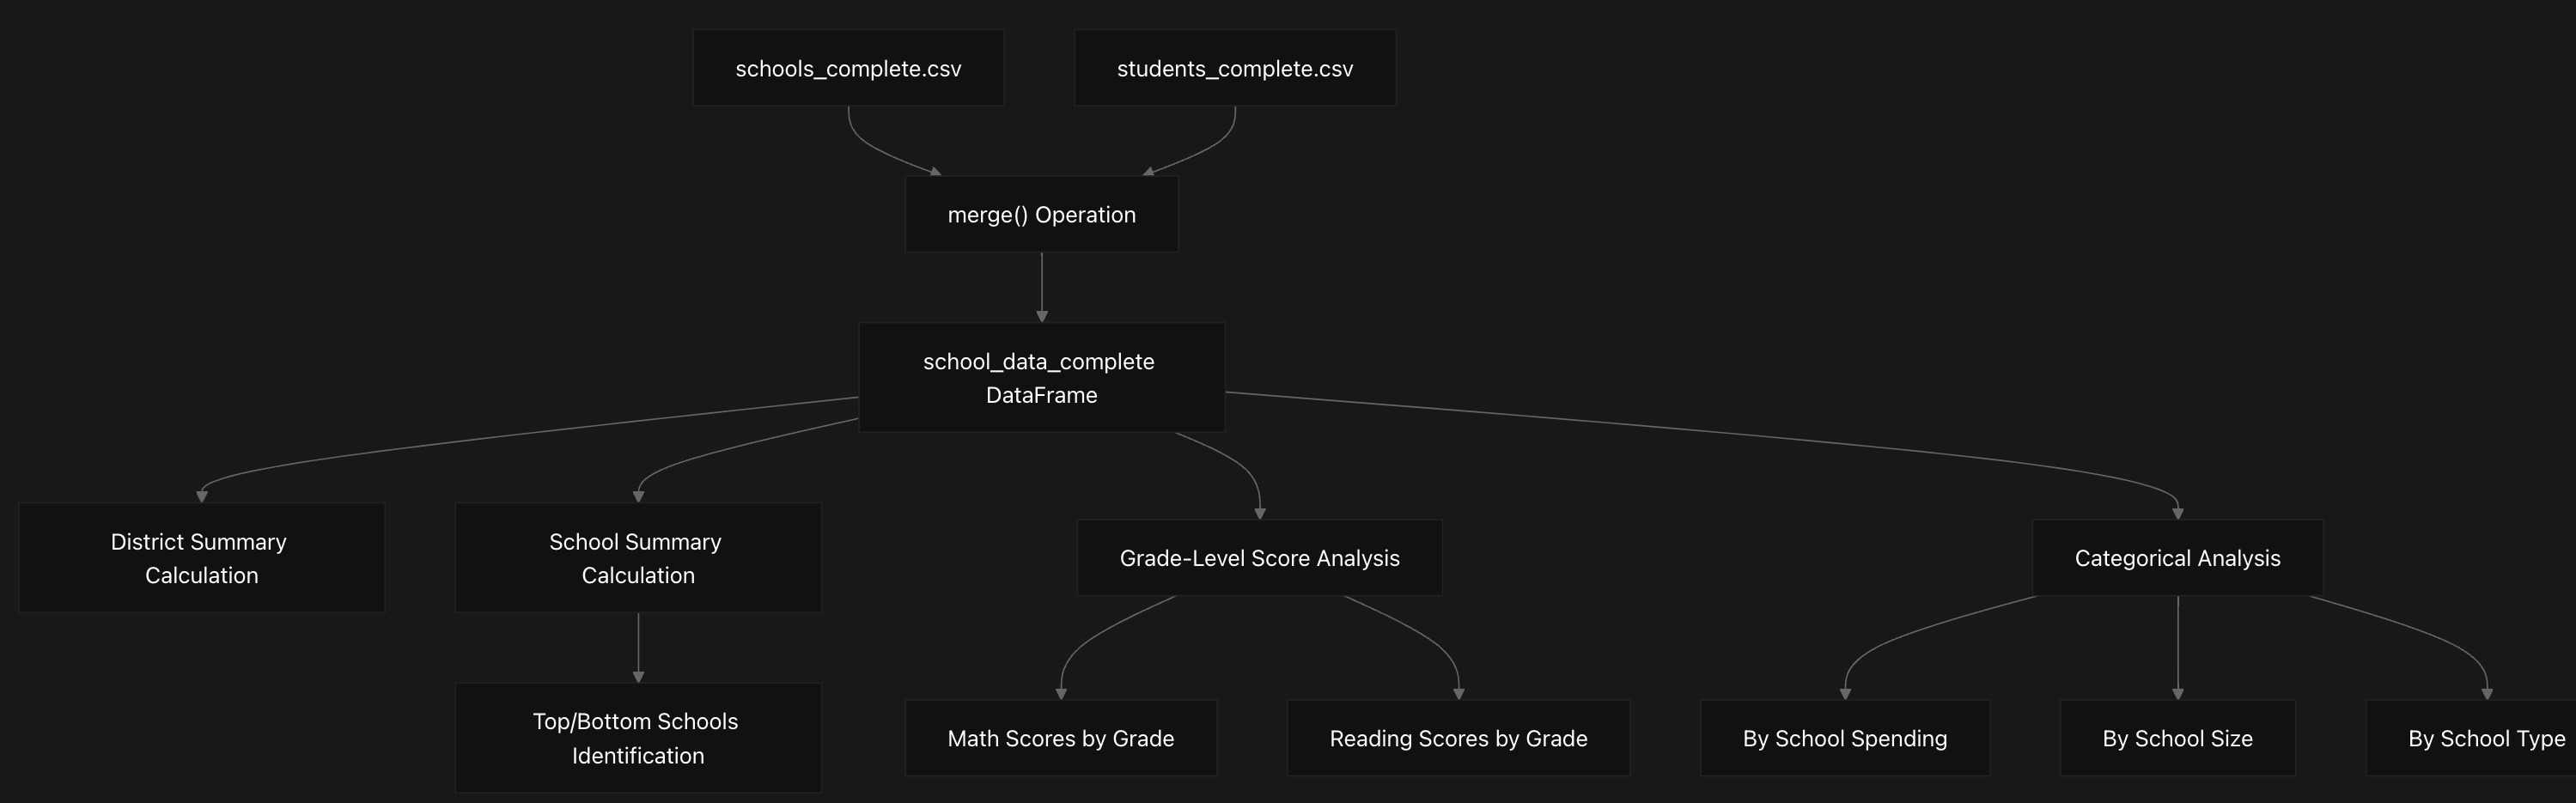 schools_complete.csv
students_complete.csv
merge() Operation
school_data_complete
DataFrame
District Summary
Calculation
School Summary
Calculation
Grade-Level Score Analysis
Categorical Analysis
Top/Bottom Schools
Identification
Math Scores by Grade
Reading Scores by Grade
By School Spending
By School Size
By School Type